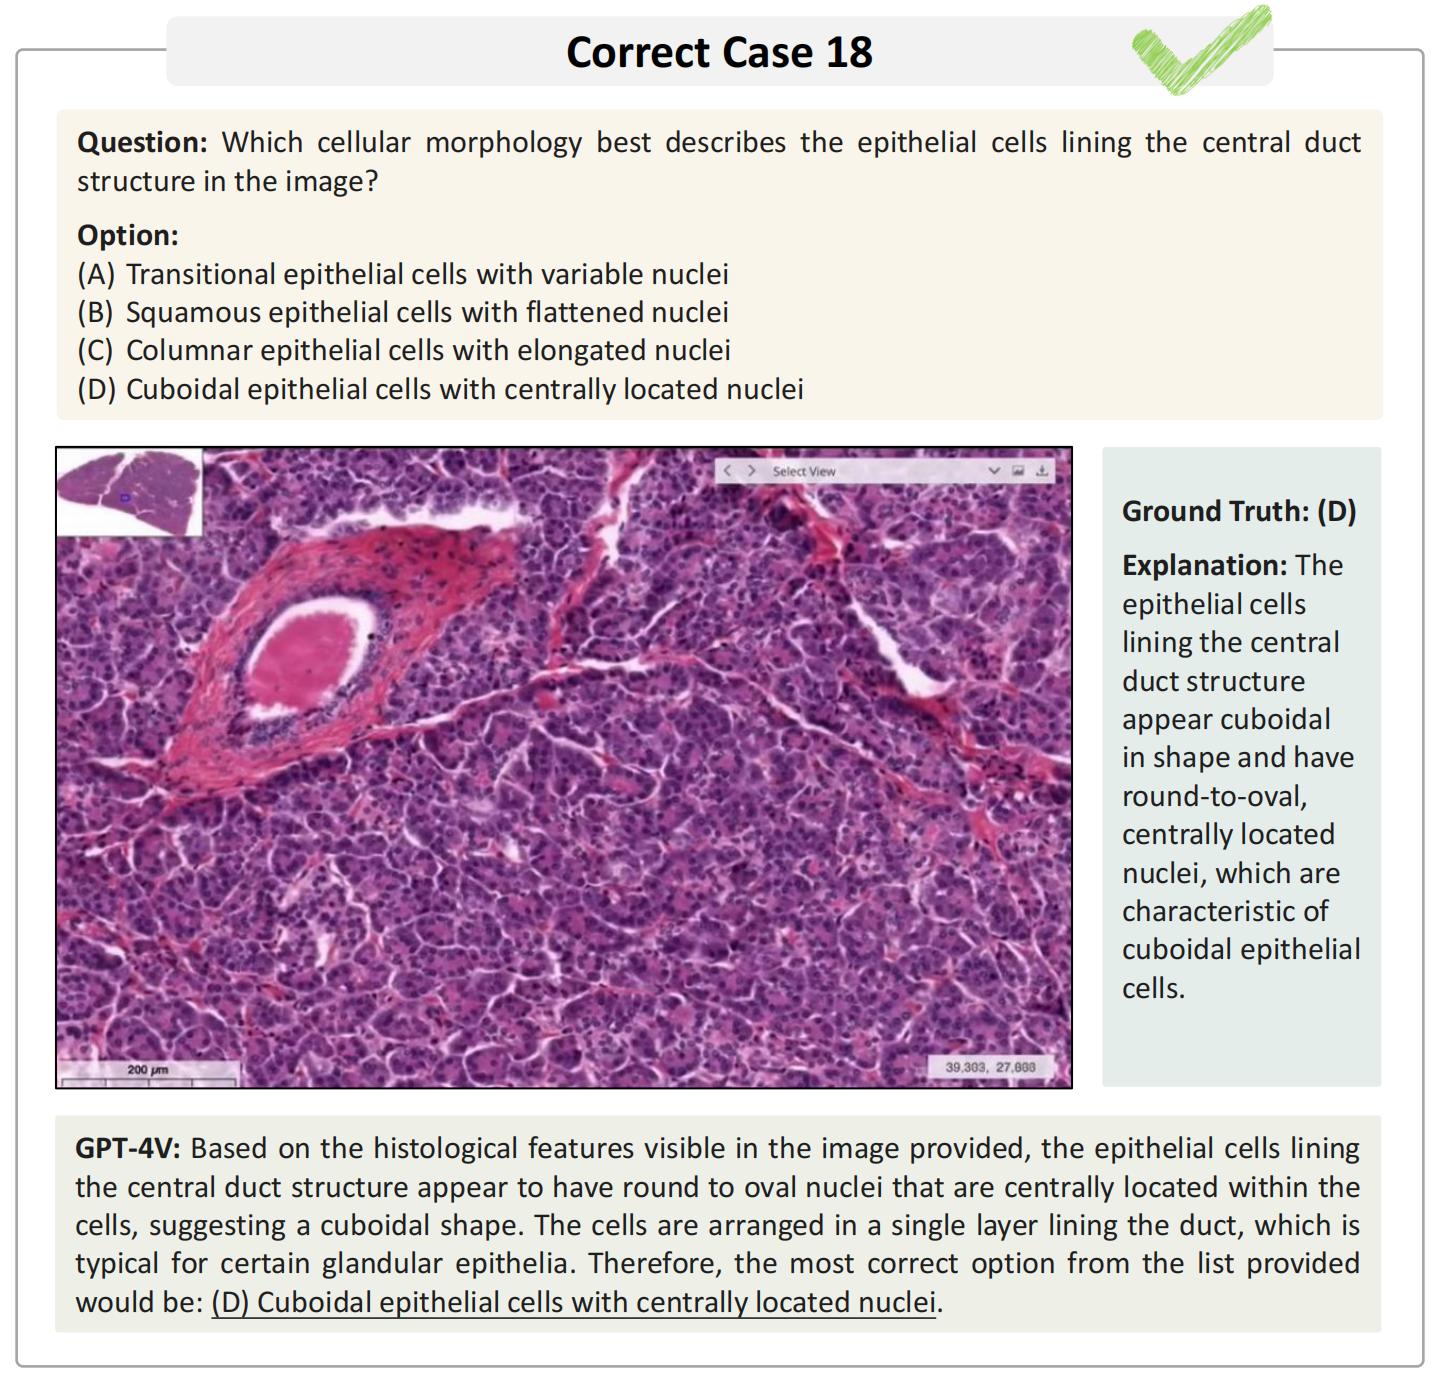 Correct Case 18
Question: Which cellular morphology best describes the epithelial cells lining the central duct
structure in the image?
Option:
(A) Transitional epithelial cells with variable nuclei
(B) Squamous epithelial cells with flattened nuclei
(C) Columnar epithelial cells with elongated nuclei
(D) Cuboidal epithelial cells with centrally located nuclei
Select View
200 µm
Ground Truth: (D)
Explanation: The
epithelial cells
lining the central
duct structure
appear cuboidal
in shape and have
round-to-oval,
centrally located
nuclei, which are
characteristic of
cuboidal epithelial
cells.
GPT-4V: Based on the histological features visible in the image provided, the epithelial cells lining
the central duct structure appear to have round to oval nuclei that are centrally located within the
cells, suggesting a cuboidal shape. The cells are arranged in a single layer lining the duct, which is
typical for certain glandular epithelia. Therefore, the most correct option from the list provided
would be: (D) Cuboidal epithelial cells with centrally located nuclei.